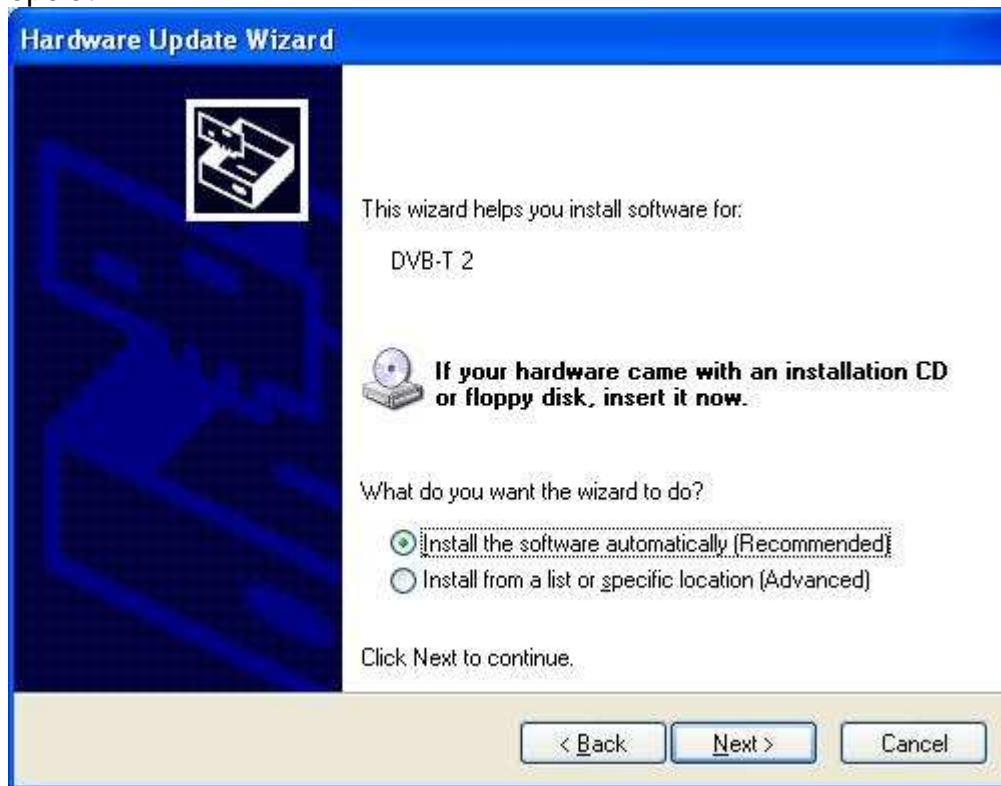 Hardware Update Wizard
This wizard helps you install software for:
DVB-T 2
If your hardware came with an installation CD
or floppy disk, insert it now.
What do you want the wizard to do?
Install the software automatically (Recommended)
Install from a list or specific location (Advanced)
Click Next to continue.
< Back Next > Cancel